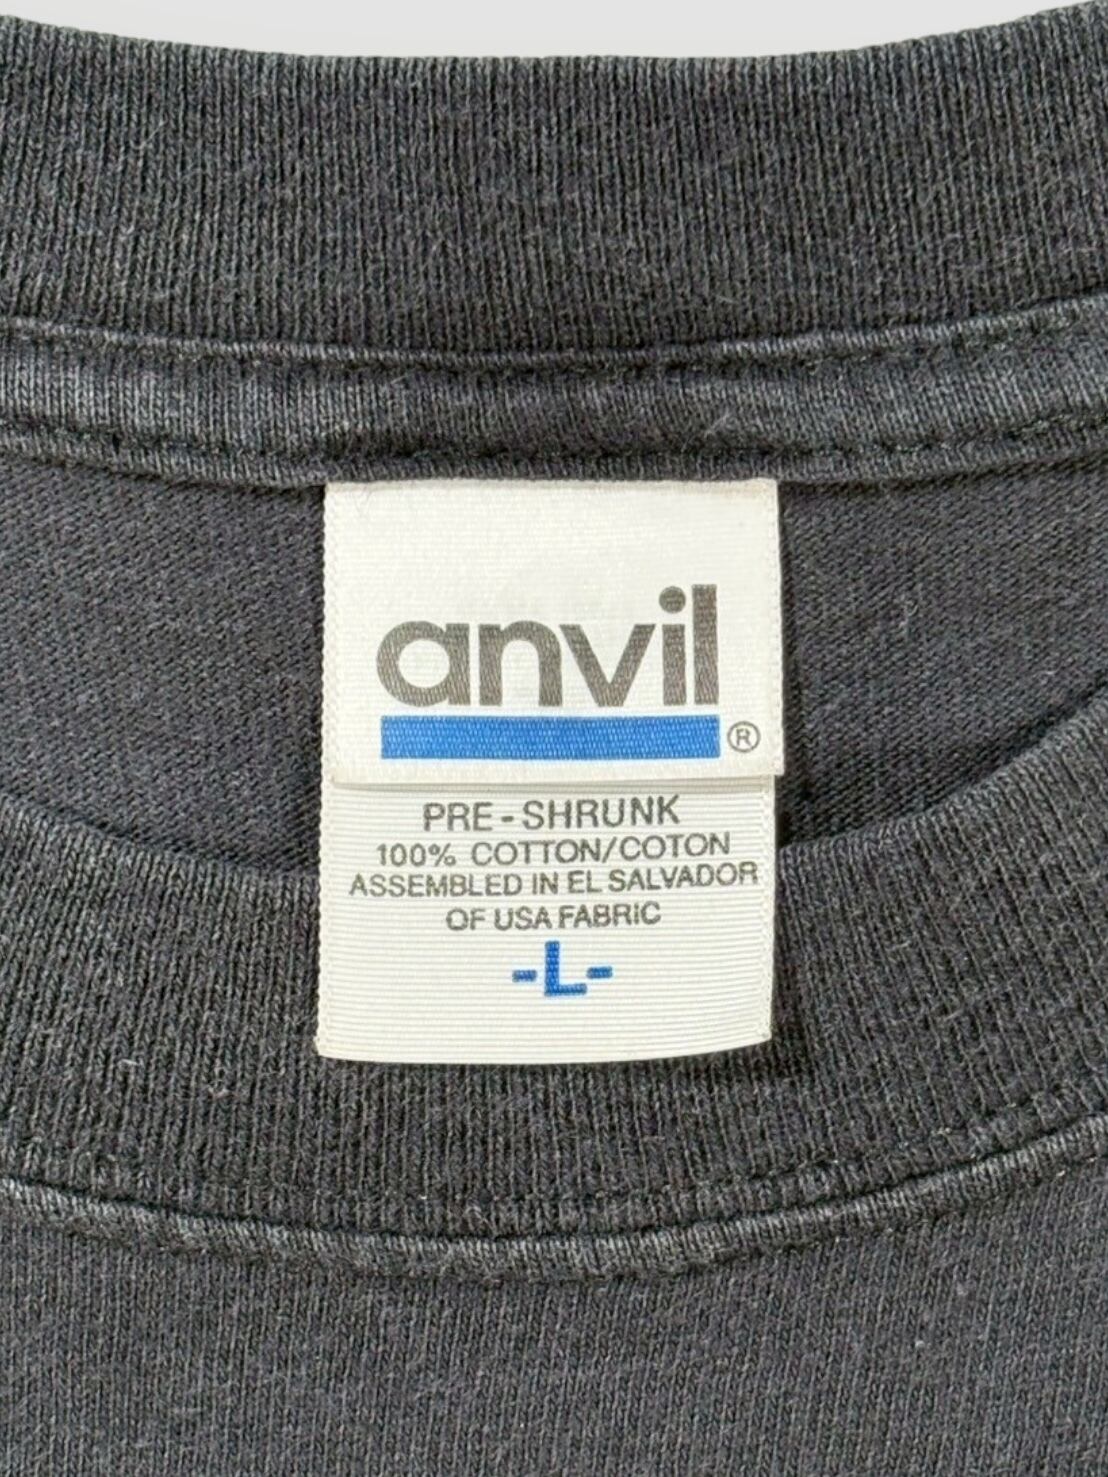 anvil
®
PRE-SHRUNK
100% COTTON/COTON
ASSEMBLED IN EL SALVADOR
OF USA FABRIC
-L-